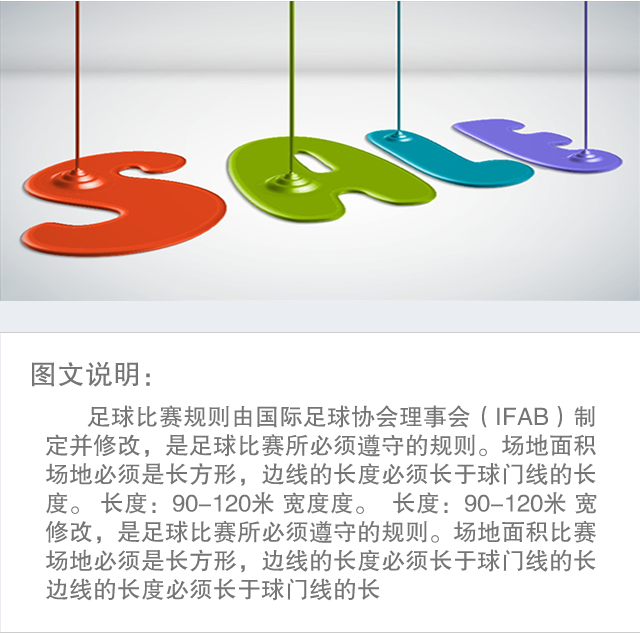 SALE
图文说明：
足球比赛规则由国际足球协会理事会（IFAB）制
定并修改，是足球比赛所必须遵守的规则。场地面积
场地必须是长方形，边线的长度必须长于球门线的长
度。 长度：90-120米 宽度度。 长度：90-120米 宽
修改，是足球比赛所必须遵守的规则。场地面积比赛
场地必须是长方形，边线的长度必须长于球门线的长
边线的长度必须长于球门线的长